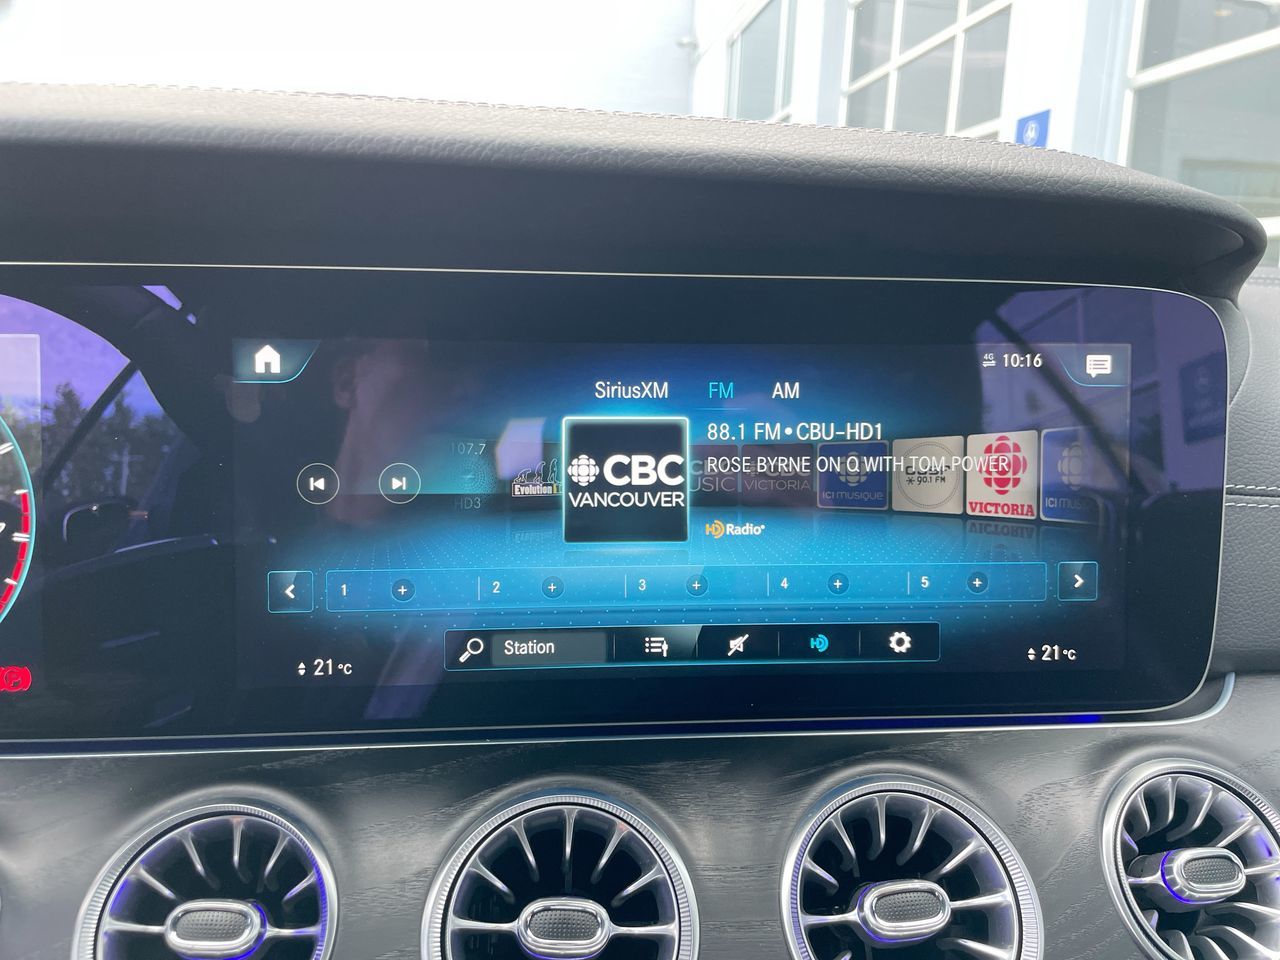 4G 10:16
SiriusXM FM AM
88.1 FM•CBU-HD1
ROSE BYRNE ON Q WITH TOM POWER
107.7
HD3
Evolution
CBC
VANCOUVER
VICTORIA
ICI musique
90.1 FM
VICTORIA
ICI musi
HD Radio
1 + 2 + 3 + 4 + 5 +
Station
HD
21 °C
21 °C
P